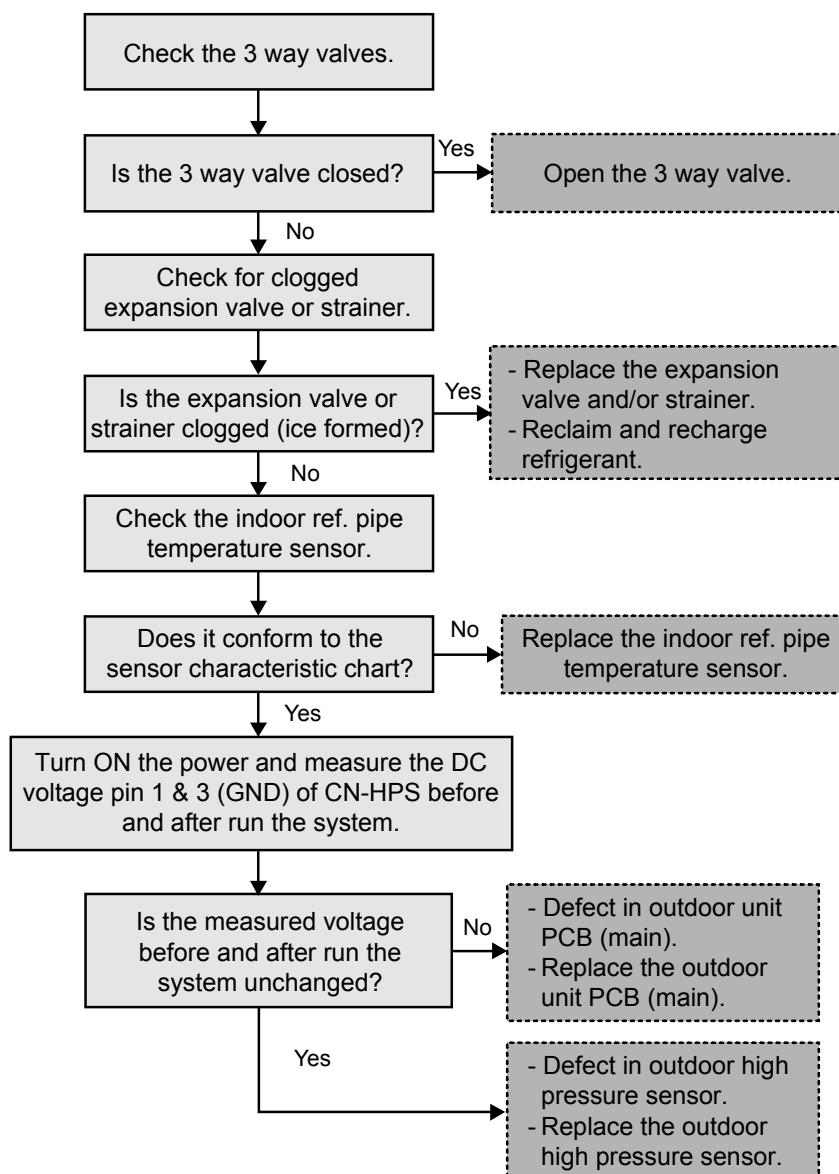 Check the 3 way valves.
Is the 3 way valve closed?
Yes
Open the 3 way valve.
No
Check for clogged
expansion valve or strainer.
Is the expansion valve or
strainer clogged (ice formed)?
Yes
- Replace the expansion
valve and/or strainer.
- Reclaim and recharge
refrigerant.
No
Check the indoor ref. pipe
temperature sensor.
Does it conform to the
sensor characteristic chart?
No
Replace the indoor ref. pipe
temperature sensor.
Yes
Turn ON the power and measure the DC
voltage pin 1 & 3 (GND) of CN-HPS before
and after run the system.
Is the measured voltage
before and after run the
system unchanged?
No
- Defect in outdoor unit
PCB (main).
- Replace the outdoor
unit PCB (main).
Yes
- Defect in outdoor high
pressure sensor.
- Replace the outdoor
high pressure sensor.